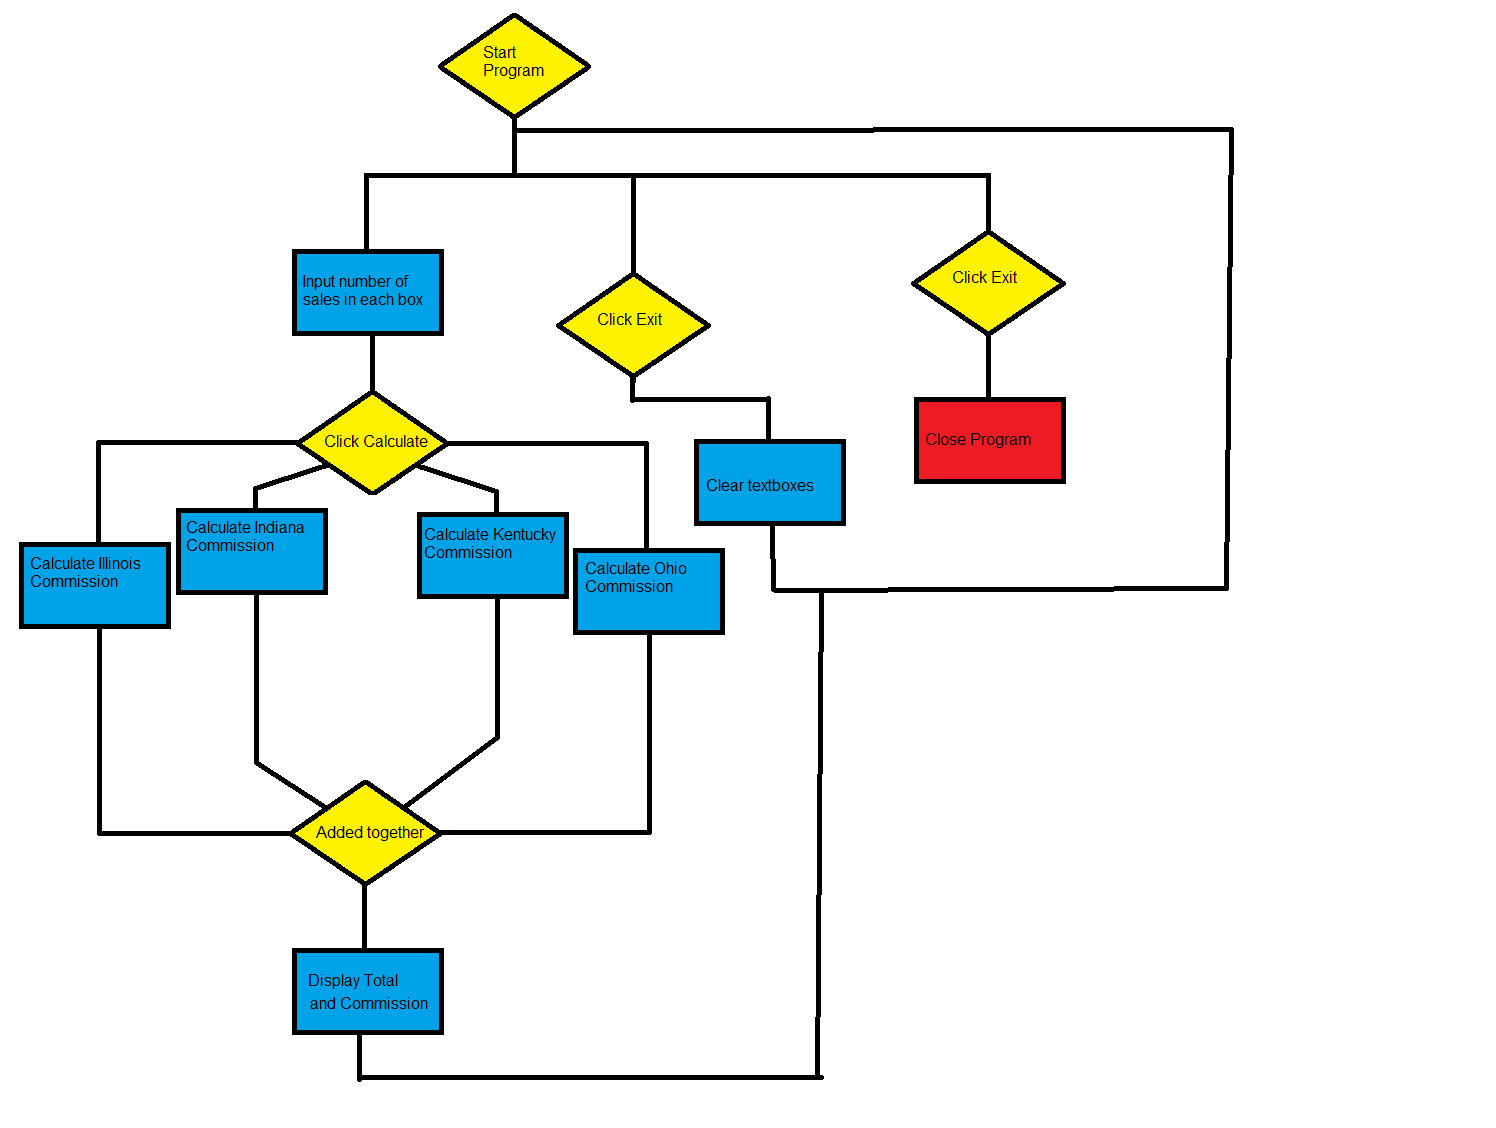 Start
Program
Input number of
sales in each box
Click Exit
Click Exit
Click Calculate
Close Program
Clear textboxes
Calculate Illinois
Commission
Calculate Indiana
Commission
Calculate Kentucky
Commission
Calculate Ohio
Commission
Added together
Display Total
and Commission